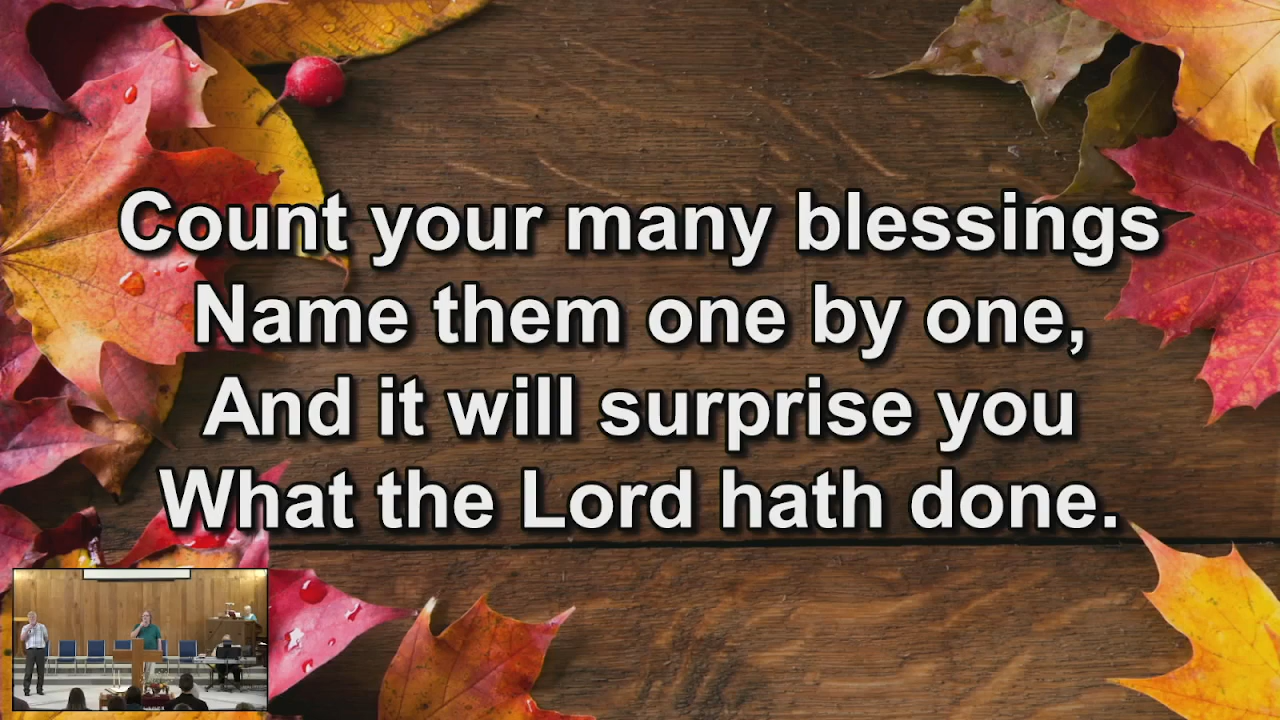 Count your many blessings
Name them one by one,
And it will surprise you
What the Lord hath done.